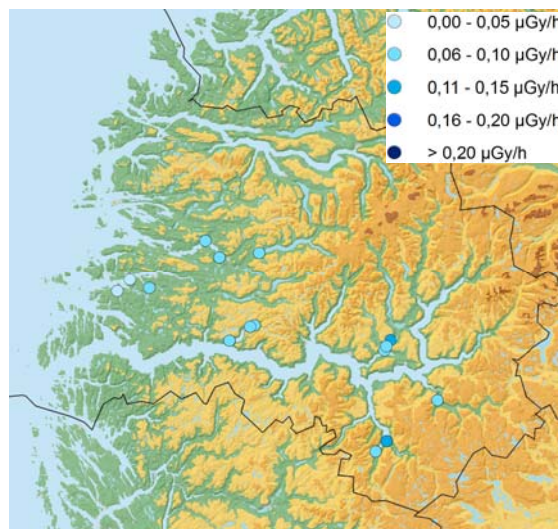 0,00 - 0,05 µGy/h
0,06 - 0,10 µGy/h
0,11 - 0,15 µGy/h
0,16 - 0,20 µGy/h
> 0,20 µGy/h